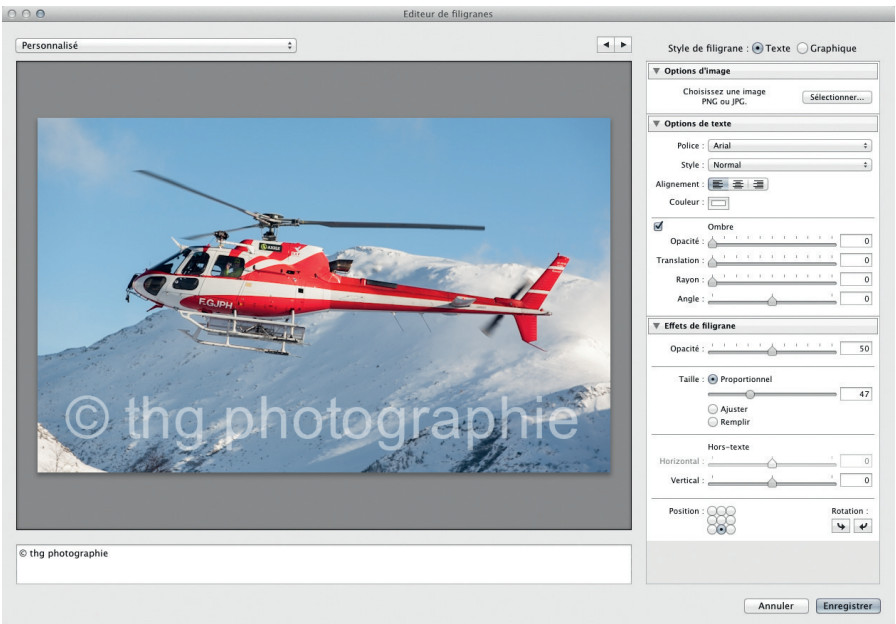 Editeur de filigranes
Personnalisé
Style de filigrane : Texte Graphique
Options d'image
Choisissez une image
PNG ou JPG.
Sélectionner...
Options de texte
Police : Arial
Style : Normal
Alignement :
Couleur :
Ombre
Opacité : 0
Translation : 0
Rayon : 0
Angle : 0
Effets de filigrane
Opacité : 50
Taille : Proportionnel
47
Ajuster
Remplir
Hors-texte
Horizontal : 0
Vertical : 0
Position : Rotation :
F-GJPH
© thg photographie
© thg photographie
Annuler Enregistrer